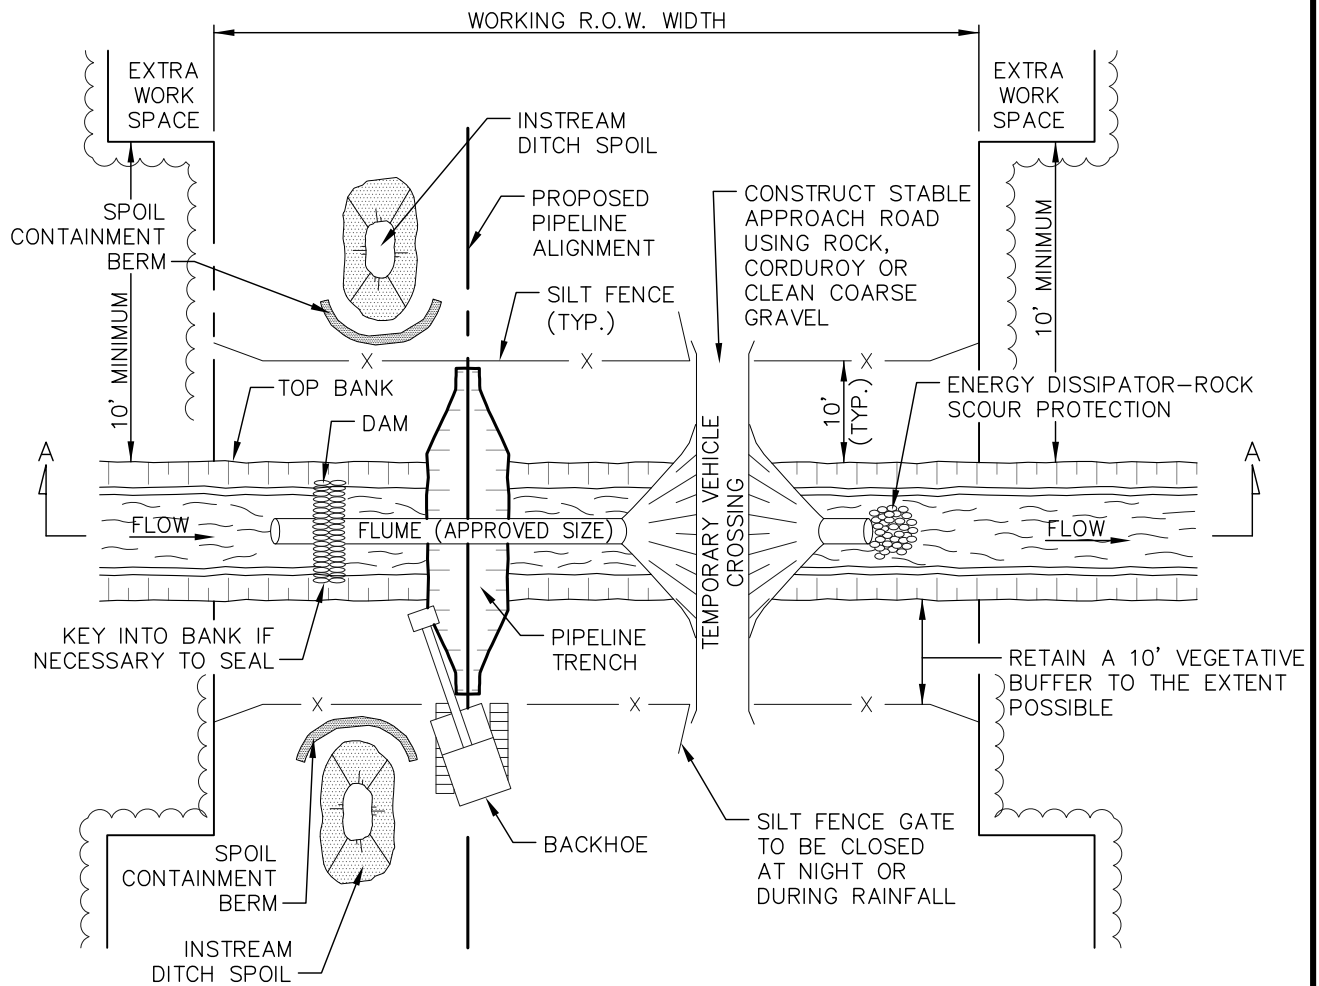 WORKING R.O.W. WIDTH
EXTRA
WORK
SPACE
EXTRA
WORK
SPACE
INSTREAM
DITCH SPOIL
PROPOSED
PIPELINE
ALIGNMENT
CONSTRUCT STABLE
APPROACH ROAD
USING ROCK,
CORDUROY OR
CLEAN COARSE
GRAVEL
SPOIL
CONTAINMENT
BERM
10' MINIMUM
10' MINIMUM
SILT FENCE
(TYP.)
X
X
X
TOP BANK
DAM
10'
(TYP.)
ENERGY DISSIPATOR-ROCK
SCOUR PROTECTION
A
A
FLOW
FLUME (APPROVED SIZE)
TEMPORARY VEHICLE
CROSSING
FLOW
KEY INTO BANK IF
NECESSARY TO SEAL
PIPELINE
TRENCH
RETAIN A 10' VEGETATIVE
BUFFER TO THE EXTENT
POSSIBLE
X
X
X
BACKHOE
SILT FENCE GATE
TO BE CLOSED
AT NIGHT OR
DURING RAINFALL
SPOIL
CONTAINMENT
BERM
INSTREAM
DITCH SPOIL